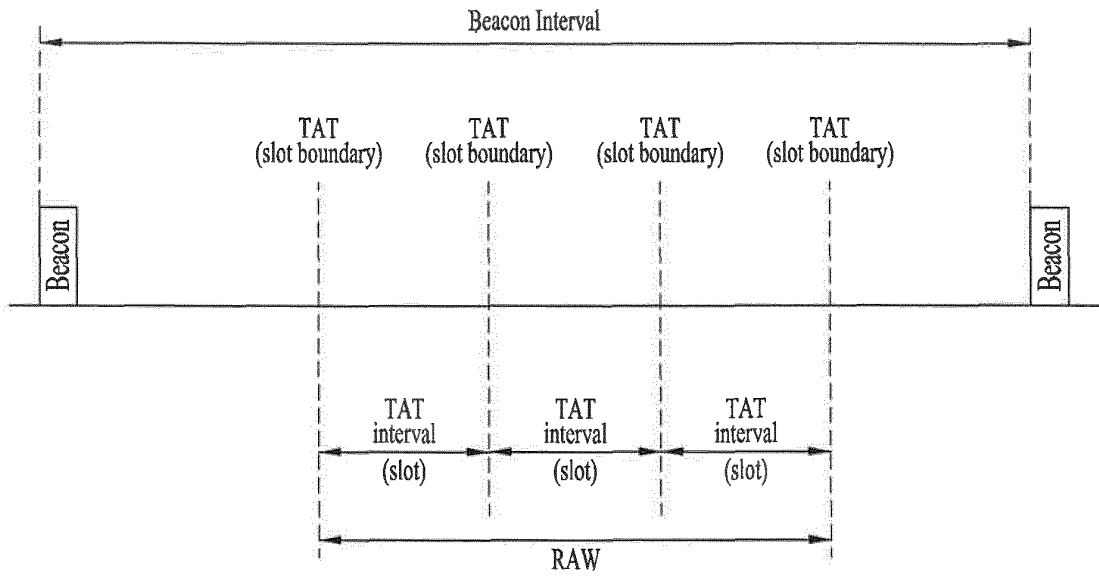 Beacon Interval
TAT
(slot boundary)
TAT
(slot boundary)
TAT
(slot boundary)
TAT
(slot boundary)
Beacon
Beacon
TAT
interval
(slot)
TAT
interval
(slot)
TAT
interval
(slot)
RAW